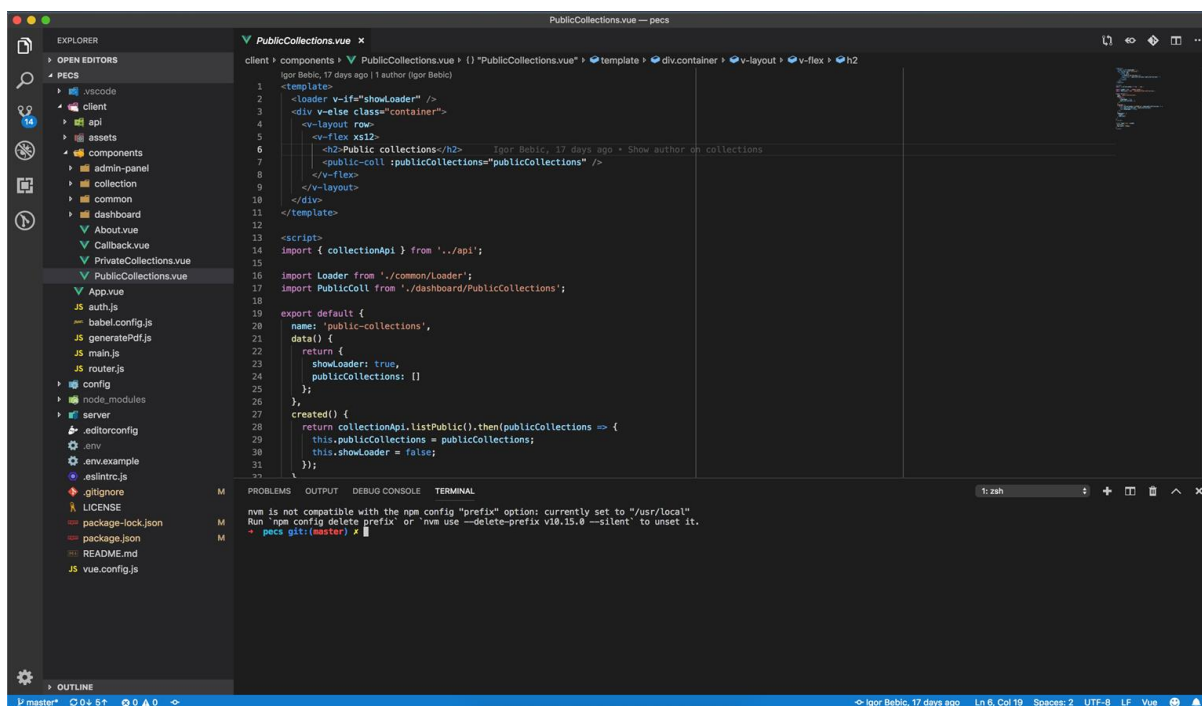 PublicCollections.vue — pecs
EXPLORER
OPEN EDITORS
PECS
.vscode
client
api
assets
components
admin-panel
collection
common
dashboard
About.vue
Callback.vue
PrivateCollections.vue
PublicCollections.vue
App.vue
JS auth.js
babel.config.js
JS generatePdf.js
JS main.js
JS router.js
config
node_modules
server
.editorconfig
.env
.env.example
.eslintrc.js
.gitignore M
LICENSE
package-lock.json M
package.json M
README.md
JS vue.config.js
OUTLINE
14
PublicCollections.vue ×
client › components › PublicCollections.vue › {} "PublicCollections.vue" › template › div.container › v-layout › v-flex › h2
Igor Bebic, 17 days ago | 1 author (Igor Bebic)
1 <template>
2 <loader v-if="showLoader" />
3 <div v-else class="container">
4 <v-layout row>
5 <v-flex xs12>
6 <h2>Public collections</h2> Igor Bebic, 17 days ago • Show author on collections
7 <public-coll :publicCollections="publicCollections" />
8 </v-flex>
9 </v-layout>
10 </div>
11 </template>
12
13 <script>
14 import { collectionApi } from '../api';
15
16 import Loader from './common/Loader';
17 import PublicColl from './dashboard/PublicCollections';
18
19 export default {
20 name: 'public-collections',
21 data() {
22 return {
23 showLoader: true,
24 publicCollections: []
25 };
26 },
27 created() {
28 return collectionApi.listPublic().then(publicCollections => {
29 this.publicCollections = publicCollections;
30 this.showLoader = false;
31 });
32 }
PROBLEMS OUTPUT DEBUG CONSOLE TERMINAL 1: zsh
nvm is not compatible with the npm config "prefix" option: currently set to "/usr/local"
Run `npm config delete prefix` or `nvm use --delete-prefix v10.15.0 --silent` to unset it.
→ pecs git:(master) ✗
master* 0↓ 5↑ 0 0 Igor Bebic, 17 days ago Ln 6, Col 19 Spaces: 2 UTF-8 LF Vue